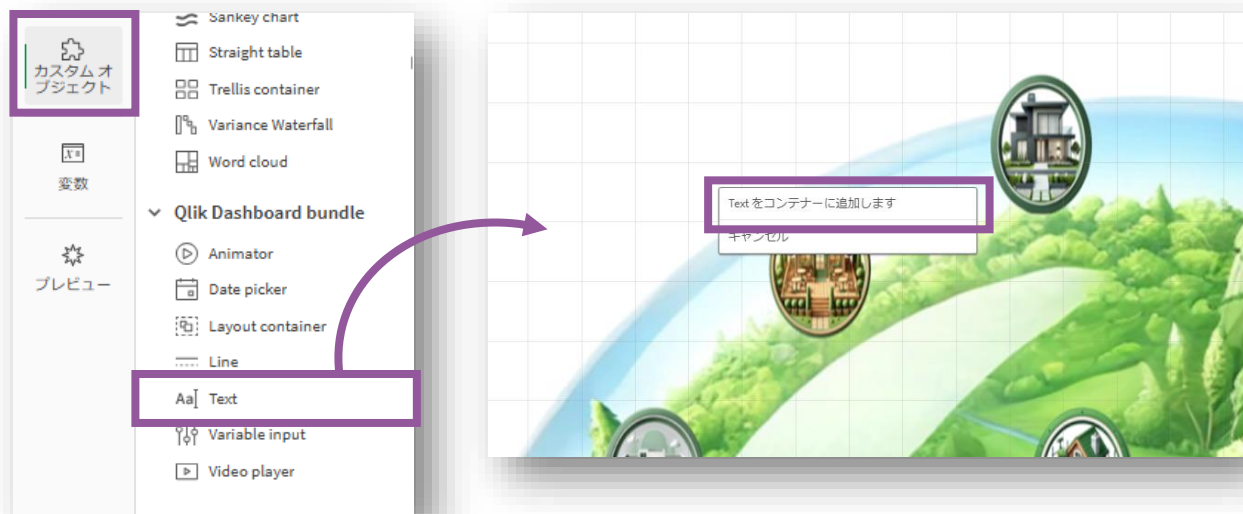 カスタム オ
ブジェクト
変数
プレビュー
Sankey chart
Straight table
Trellis container
Variance Waterfall
Word cloud
Qlik Dashboard bundle
Animator
Date picker
Layout container
Line
Aa Text
Variable input
Video player
Text をコンテナーに追加します
キャンセル